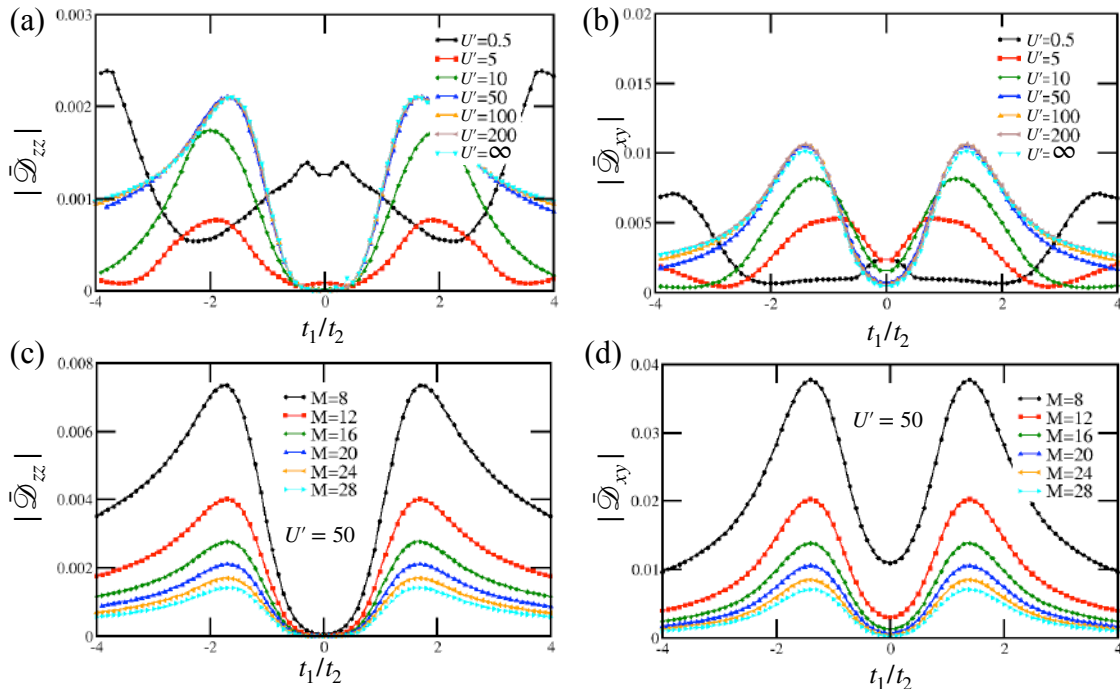 (a)
0.003
0.002
0.001
0
-4
-2
0
2
4
|𝒟̄_zz|
t₁/t₂
U′=0.5
U′=5
U′=10
U′=50
U′=100
U′=200
U′=∞
(b)
0.02
0.015
0.01
0.005
0
-4
-2
0
2
4
|𝒟̄_xy|
t₁/t₂
U′=0.5
U′=5
U′=10
U′=50
U′=100
U′=200
U′=∞
(c)
0.008
0.006
0.004
0.002
0
-4
-2
0
2
4
|𝒟̄_zz|
t₁/t₂
M=8
M=12
M=16
M=20
M=24
M=28
U′ = 50
(d)
0.04
0.03
0.02
0.01
0
-4
-2
0
2
4
|𝒟̄_xy|
t₁/t₂
U′ = 50
M=8
M=12
M=16
M=20
M=24
M=28